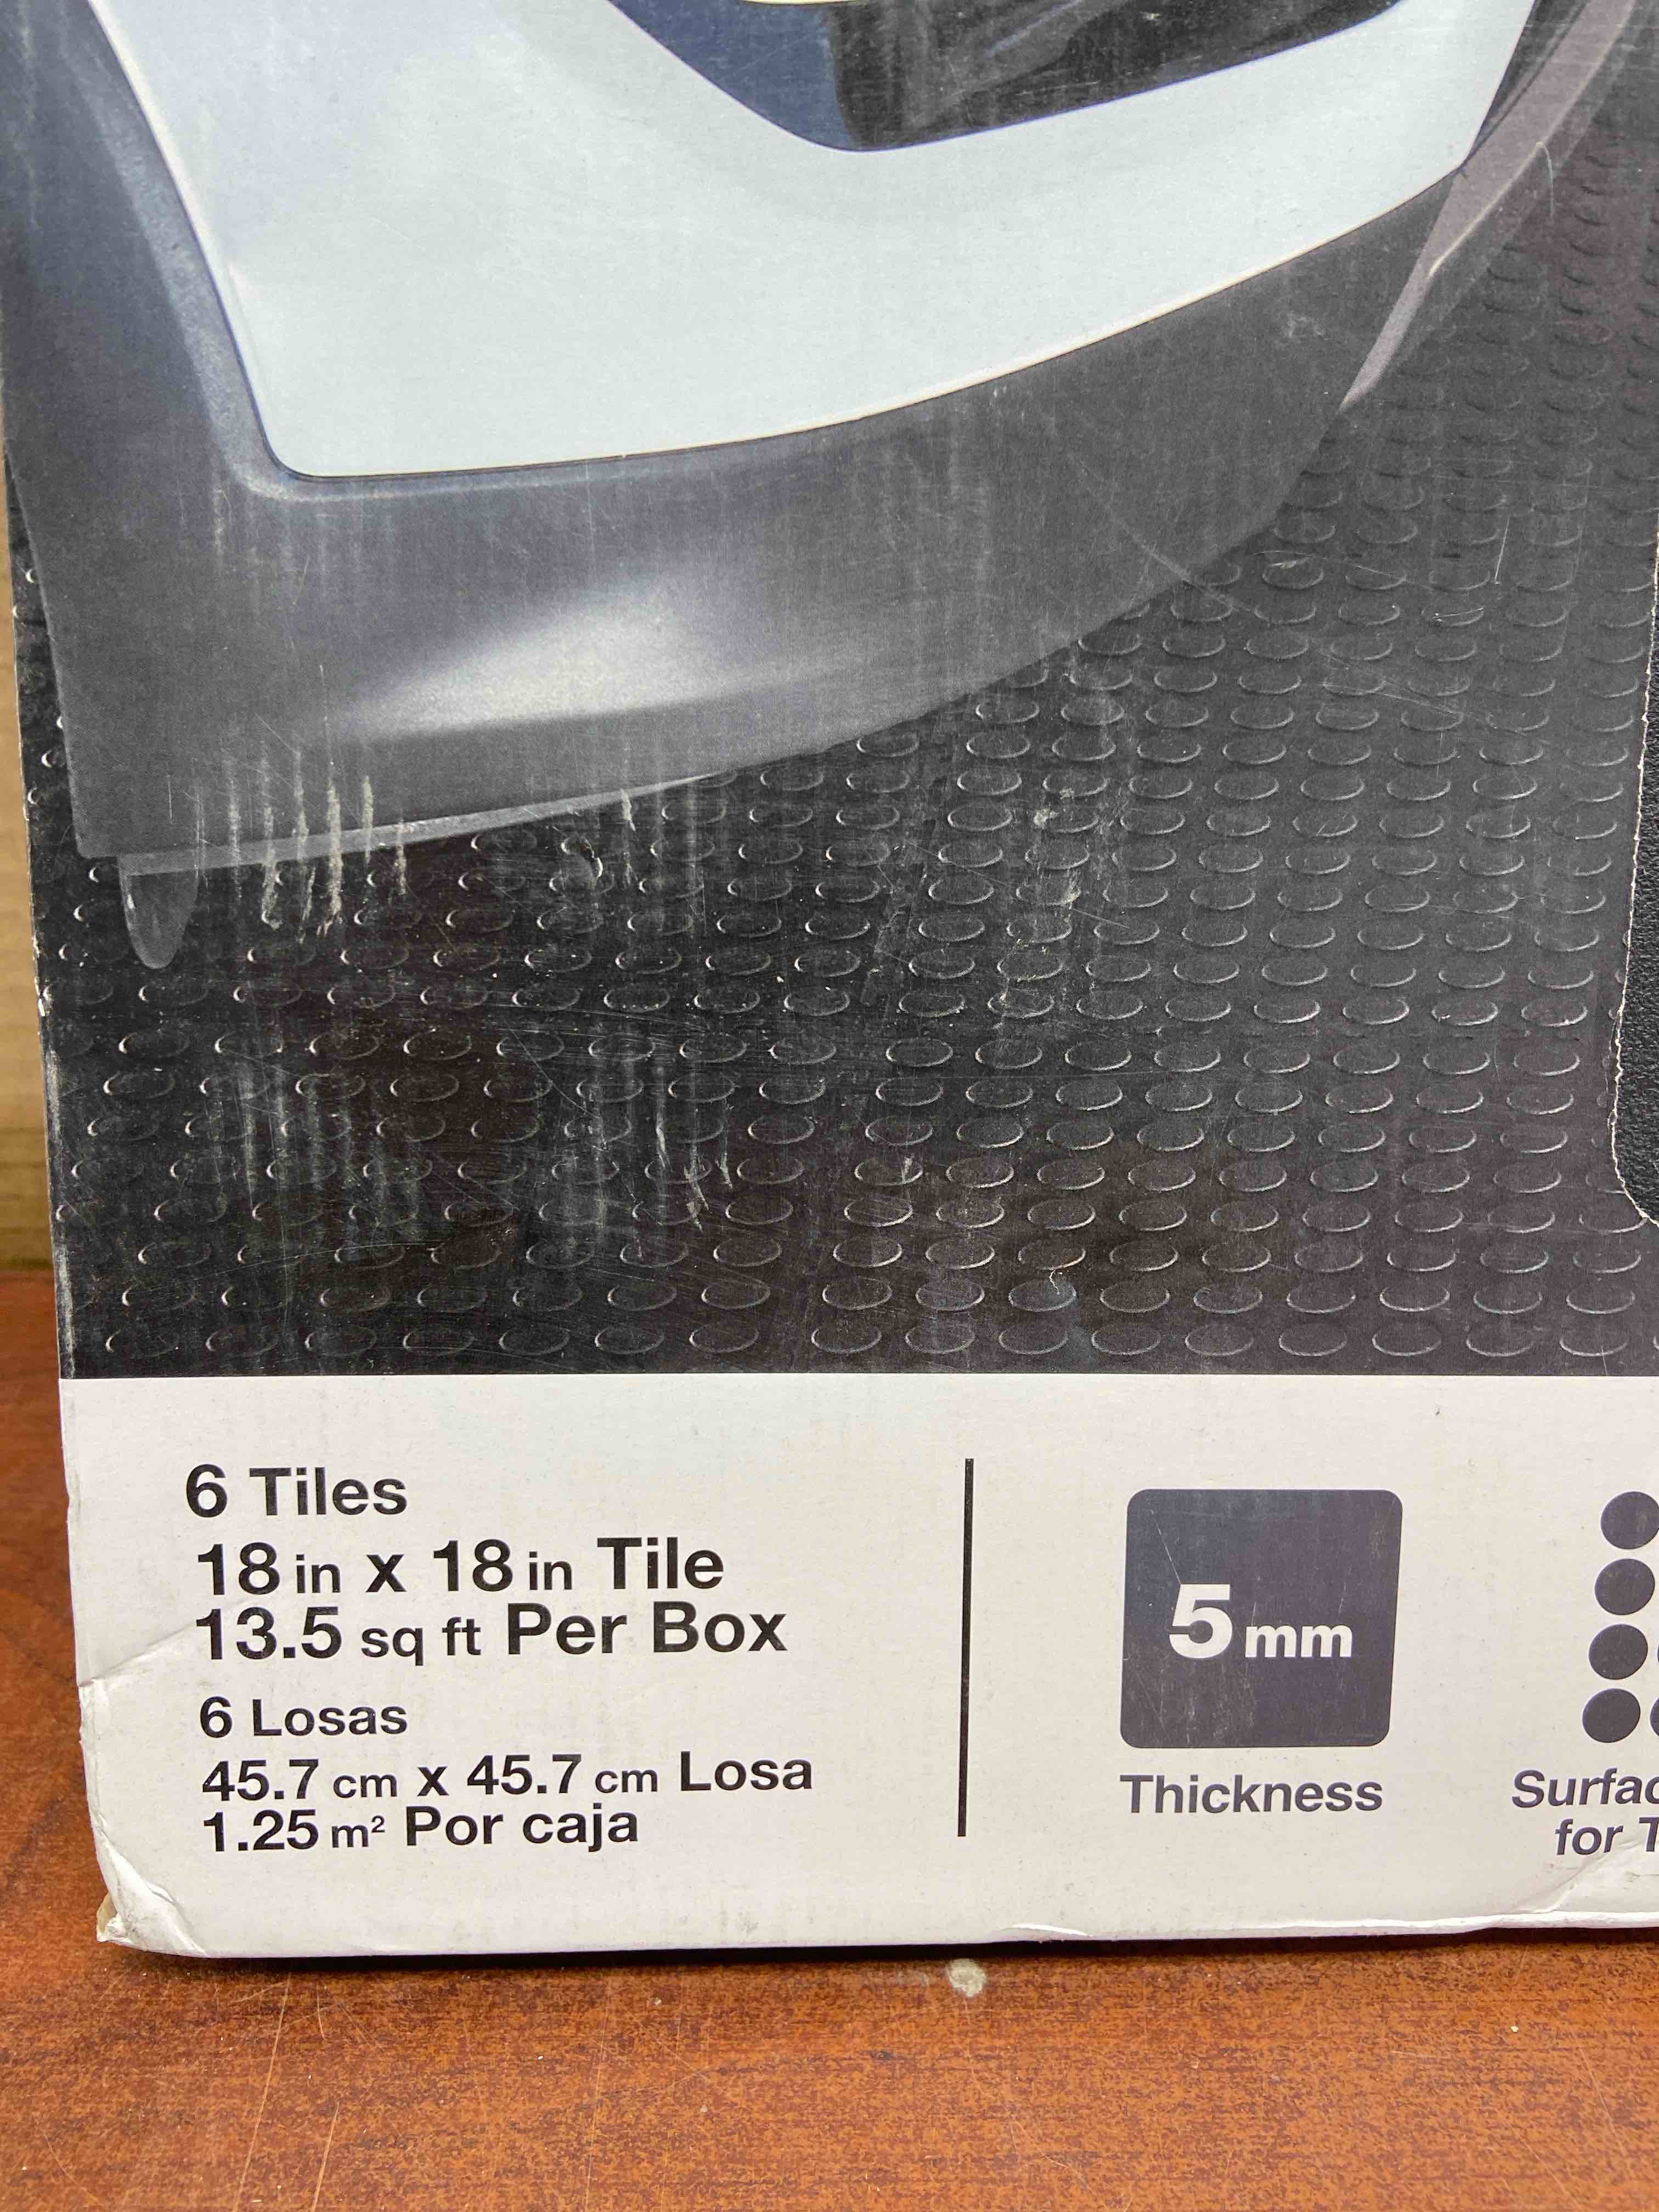 6 Tiles
18 in x 18 in Tile
13.5 sq ft Per Box
6 Losas
45.7 cm x 45.7 cm Losa
1.25 m² Por caja
5 mm
Thickness
for